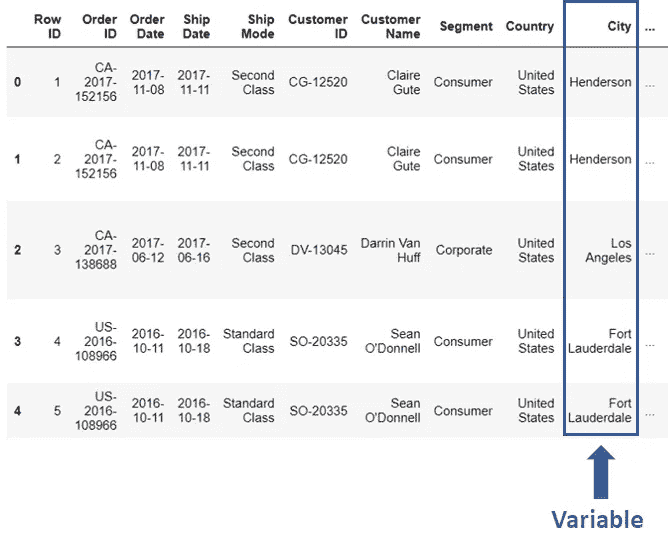 Row ID Order ID Order Date Ship Date Ship Mode Customer ID Customer Name Segment Country City ...
0 1 CA-2017-152156 2017-11-08 2017-11-11 Second Class CG-12520 Claire Gute Consumer United States Henderson ...
1 2 CA-2017-152156 2017-11-08 2017-11-11 Second Class CG-12520 Claire Gute Consumer United States Henderson ...
2 3 CA-2017-138688 2017-06-12 2017-06-16 Second Class DV-13045 Darrin Van Huff Corporate United States Los Angeles ...
3 4 US-2016-108966 2016-10-11 2016-10-18 Standard Class SO-20335 Sean O'Donnell Consumer United States Fort Lauderdale ...
4 5 US-2016-108966 2016-10-11 2016-10-18 Standard Class SO-20335 Sean O'Donnell Consumer United States Fort Lauderdale ...
Variable